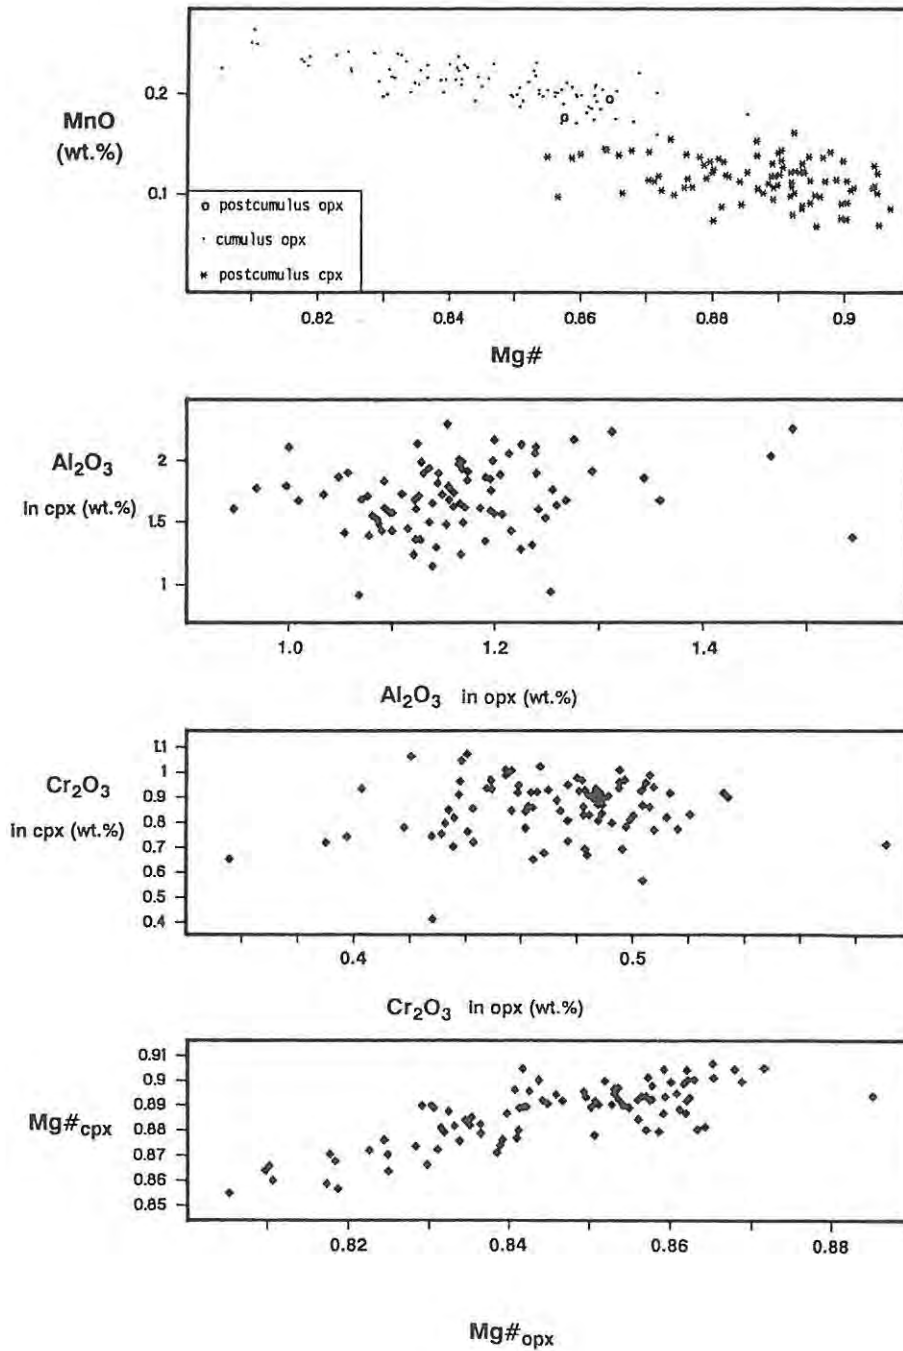 MnO
(wt.%)
0.2
0.1
o postcumulus opx
· cumulus opx
* postcumulus cpx
0.82 0.84 0.86 0.88 0.9
Mg#
Al2O3
in cpx (wt.%)
2
1.5
1
1.0 1.2 1.4
Al2O3 in opx (wt.%)
Cr2O3
in cpx (wt.%)
1.1
1
0.9
0.8
0.7
0.6
0.5
0.4
0.4 0.5
Cr2O3 in opx (wt.%)
Mg#cpx
0.91
0.9
0.89
0.88
0.87
0.86
0.85
0.82 0.84 0.86 0.88
Mg#opx